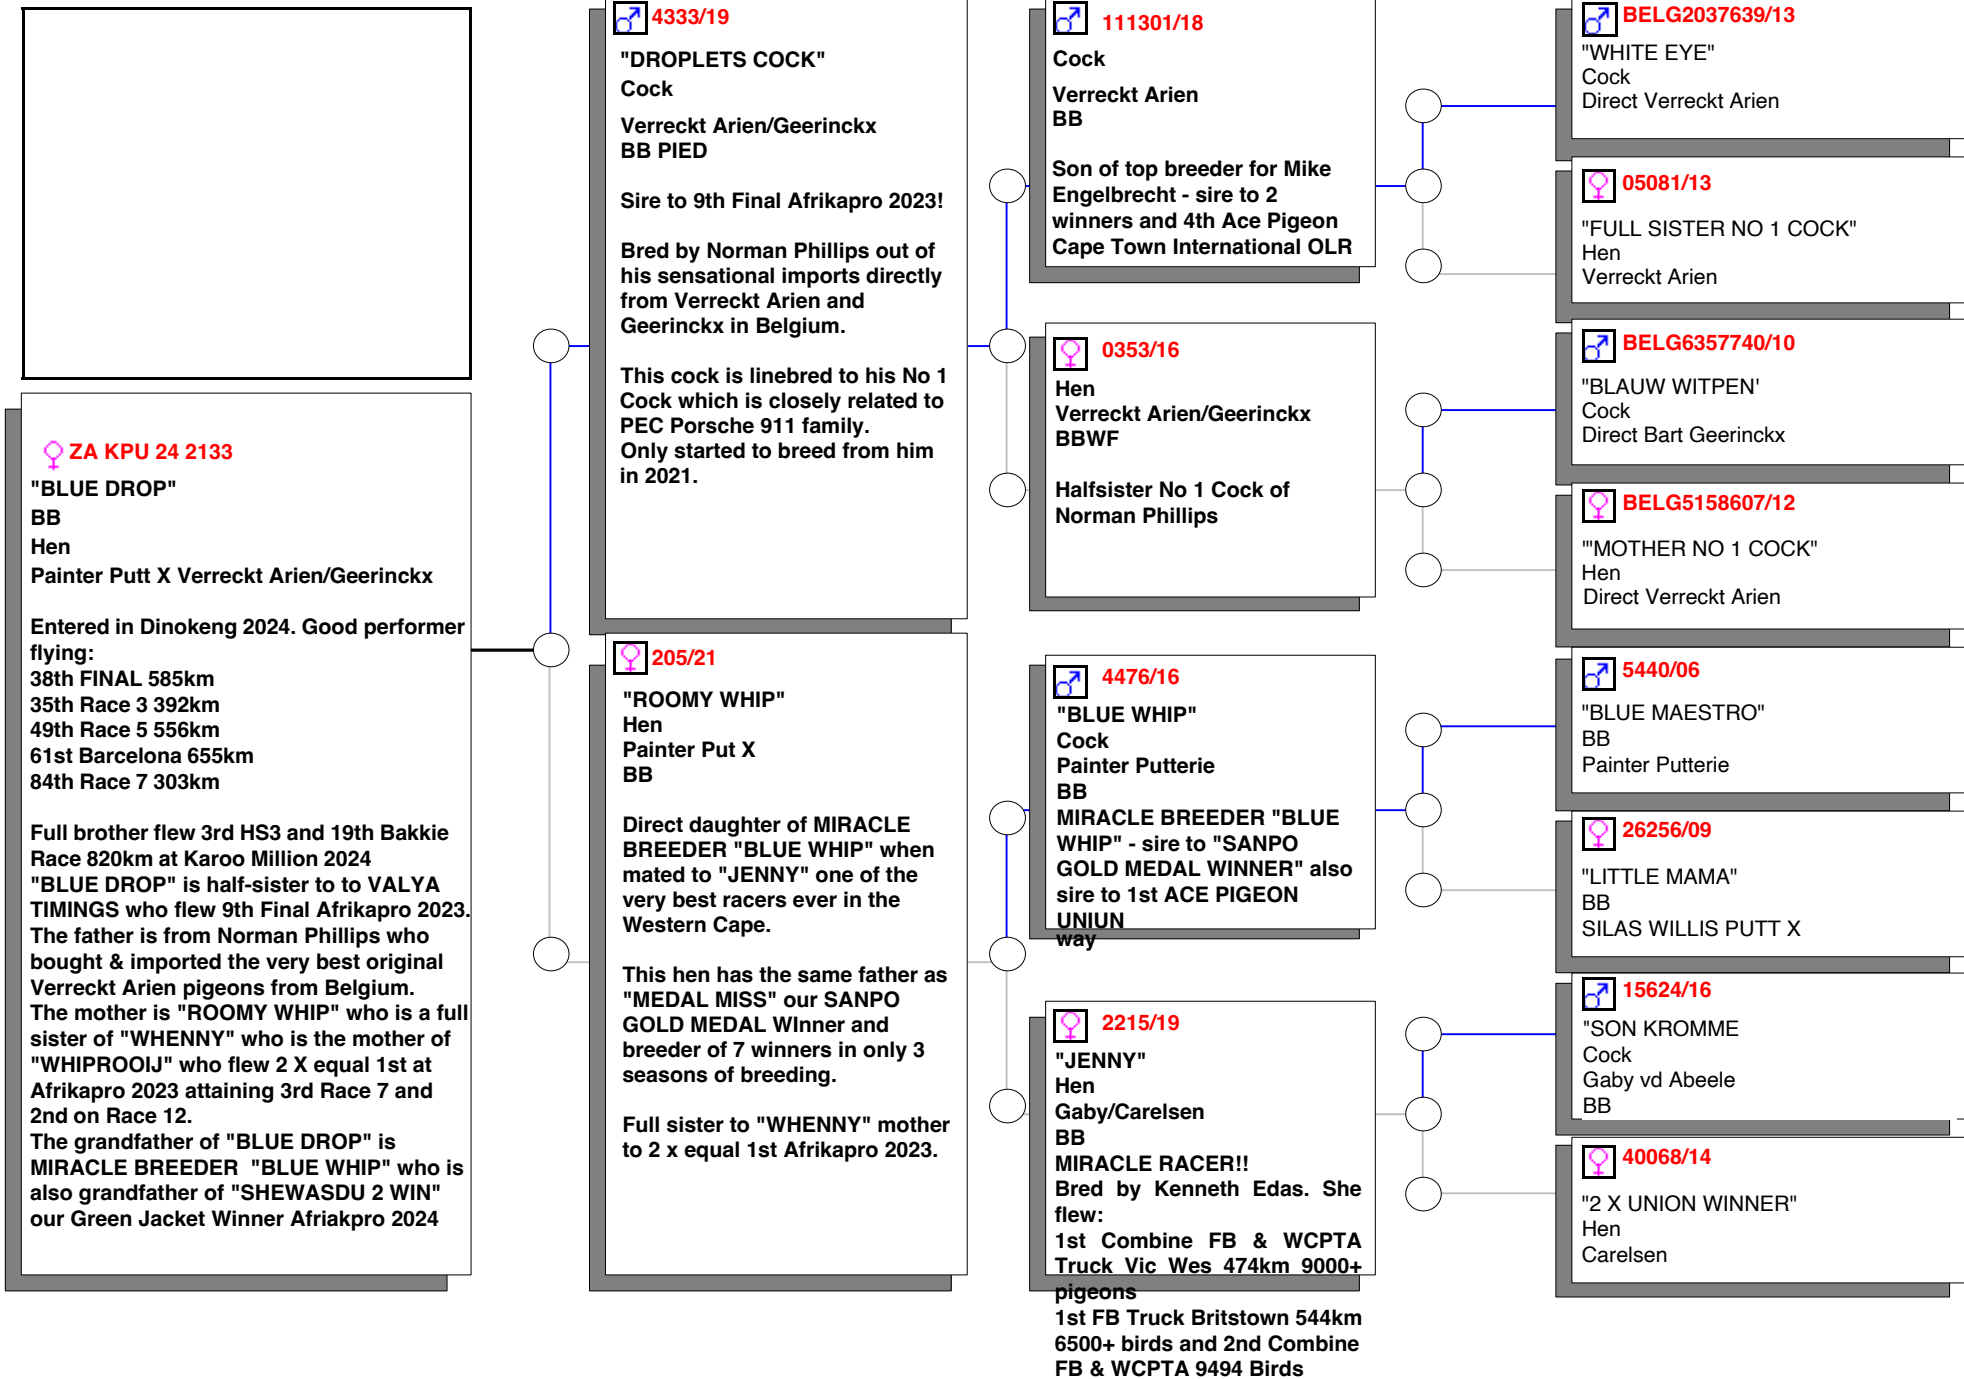 ZA KPU 24 2133
"BLUE DROP"
BB
Hen
Painter Putt X Verreckt Arien/Geerinckx
Entered in Dinokeng 2024. Good performer
flying:
38th FINAL 585km
35th Race 3 392km
49th Race 5 556km
61st Barcelona 655km
84th Race 7 303km
Full brother flew 3rd HS3 and 19th Bakkie
Race 820km at Karoo Million 2024
"BLUE DROP" is half-sister to to VALYA
TIMINGS who flew 9th Final Afrikapro 2023.
The father is from Norman Phillips who
bought & imported the very best original
Verreckt Arien pigeons from Belgium.
The mother is "ROOMY WHIP" who is a full
sister of "WHENNY" who is the mother of
"WHIPROOIJ" who flew 2 X equal 1st at
Afrikapro 2023 attaining 3rd Race 7 and
2nd on Race 12.
The grandfather of "BLUE DROP" is
MIRACLE BREEDER  "BLUE WHIP" who is
also grandfather of "SHEWASDU 2 WIN"
our Green Jacket Winner Afriakpro 2024
4333/19
"DROPLETS COCK"
Cock
Verreckt Arien/Geerinckx
BB PIED
Sire to 9th Final Afrikapro 2023!
Bred by Norman Phillips out of
his sensational imports directly
from Verreckt Arien and
Geerinckx in Belgium.
This cock is linebred to his No 1
Cock which is closely related to
PEC Porsche 911 family.
Only started to breed from him
in 2021.
205/21
"ROOMY WHIP"
Hen
Painter Put X
BB
Direct daughter of MIRACLE
BREEDER "BLUE WHIP" when
mated to "JENNY" one of the
very best racers ever in the
Western Cape.
This hen has the same father as
"MEDAL MISS" our SANPO
GOLD MEDAL WInner and
breeder of 7 winners in only 3
seasons of breeding.
Full sister to "WHENNY" mother
to 2 x equal 1st Afrikapro 2023.
111301/18
Cock
Verreckt Arien
BB
Son of top breeder for Mike
Engelbrecht - sire to 2
winners and 4th Ace Pigeon
Cape Town International OLR
0353/16
Hen
Verreckt Arien/Geerinckx
BBWF
Halfsister No 1 Cock of
Norman Phillips
4476/16
"BLUE WHIP"
Cock
Painter Putterie
BB
MIRACLE BREEDER "BLUE
WHIP" - sire to "SANPO
GOLD MEDAL WINNER" also
sire to 1st ACE PIGEON
UNIUN
way
2215/19
"JENNY"
Hen
Gaby/Carelsen
BB
MIRACLE RACER!!
Bred by Kenneth Edas. She
flew:
1st Combine FB & WCPTA
Truck Vic Wes 474km 9000+
pigeons
1st FB Truck Britstown 544km
6500+ birds and 2nd Combine
FB & WCPTA 9494 Birds
BELG2037639/13
"WHITE EYE"
Cock
Direct Verreckt Arien
05081/13
"FULL SISTER NO 1 COCK"
Hen
Verreckt Arien
BELG6357740/10
"BLAUW WITPEN'
Cock
Direct Bart Geerinckx
BELG5158607/12
"'MOTHER NO 1 COCK"
Hen
Direct Verreckt Arien
5440/06
"BLUE MAESTRO"
BB
Painter Putterie
26256/09
"LITTLE MAMA"
BB
SILAS WILLIS PUTT X
15624/16
"SON KROMME
Cock
Gaby vd Abeele
BB
40068/14
"2 X UNION WINNER"
Hen
Carelsen